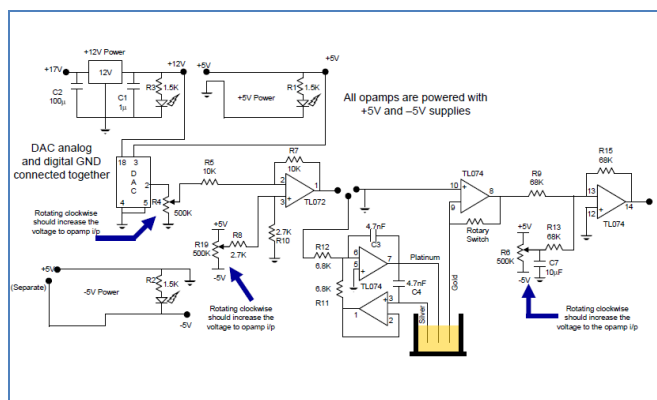 +12V Power
+17V
12V
+12V
+5V
+5V
R3
1.5K
R1
1.5K
C2
100µ
C1
1µ
+5V Power
All opamps are powered with
+5V and –5V supplies
DAC analog
and digital GND
connected together
18
3
D
A
C
2
4
5
R4
500K
R5
10K
R7
10K
2
3
1
TL072
Rotating clockwise
should increase the
voltage to opamp i/p
+5V
R19
500K
-5V
R8
2.7K
2.7K
R10
Rotating clockwise
should increase the
voltage to opamp i/p
+5V
(Separate)
-5V Power
R2
1.5K
-5V
R12
6.8K
4.7nF
C3
6
5
7
TL074
Platinum
6.8K
R11
4.7nF
C4
1
3
2
Silver
Gold
TL074
10
9
8
Rotary
Switch
R9
68K
R15
68K
13
12
14
TL074
+5V
R6
500K
-5V
R13
68K
C7
10µF
Rotating clockwise
should increase the
voltage to the opamp i/p